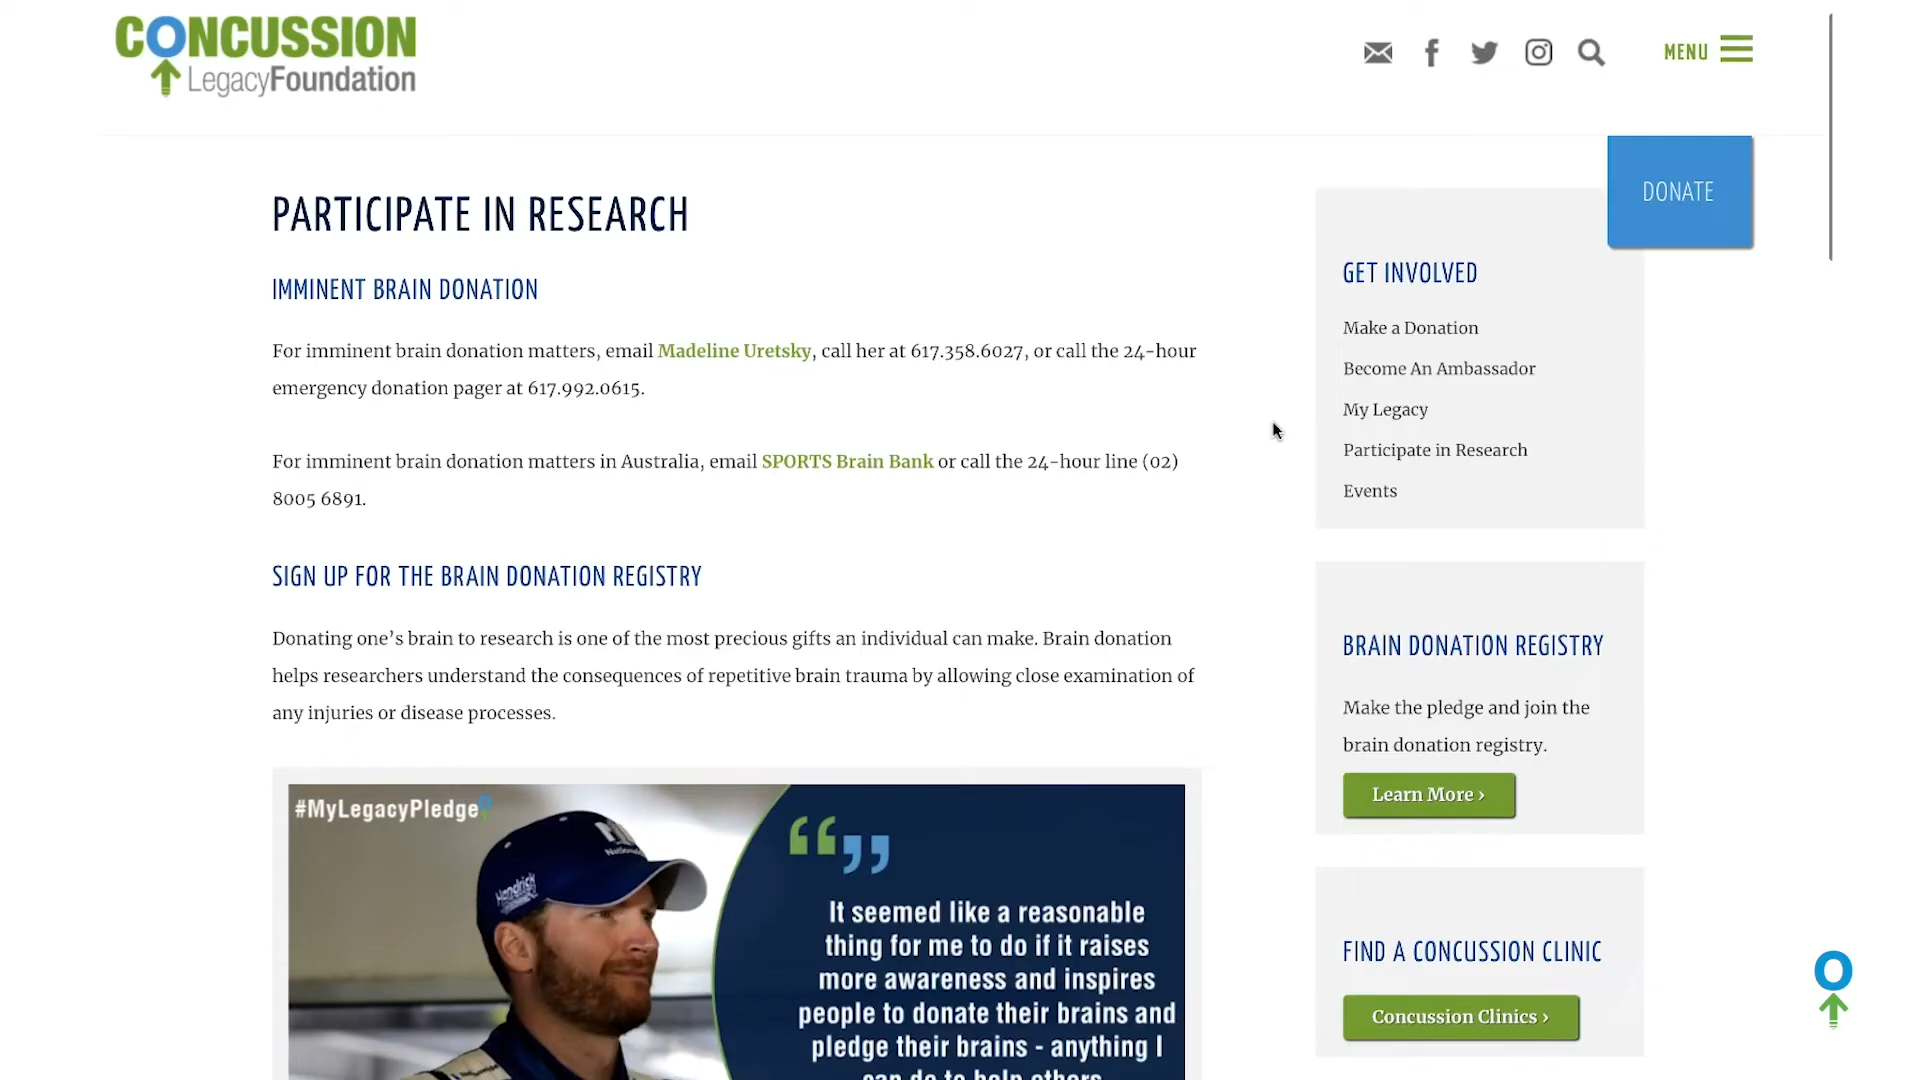 CONCUSSION
LegacyFoundation
MENU
DONATE
PARTICIPATE IN RESEARCH
IMMINENT BRAIN DONATION
For imminent brain donation matters, email Madeline Uretsky, call her at 617.358.6027, or call the 24-hour
emergency donation pager at 617.992.0615.
For imminent brain donation matters in Australia, email SPORTS Brain Bank or call the 24-hour line (02)
8005 6891.
SIGN UP FOR THE BRAIN DONATION REGISTRY
Donating one’s brain to research is one of the most precious gifts an individual can make. Brain donation
helps researchers understand the consequences of repetitive brain trauma by allowing close examination of
any injuries or disease processes.
#MyLegacyPledge
Hendrick
Nationwide
“”
It seemed like a reasonable
thing for me to do if it raises
more awareness and inspires
people to donate their brains and
pledge their brains - anything I
can do to help others
GET INVOLVED
Make a Donation
Become An Ambassador
My Legacy
Participate in Research
Events
BRAIN DONATION REGISTRY
Make the pledge and join the
brain donation registry.
Learn More ›
FIND A CONCUSSION CLINIC
Concussion Clinics ›